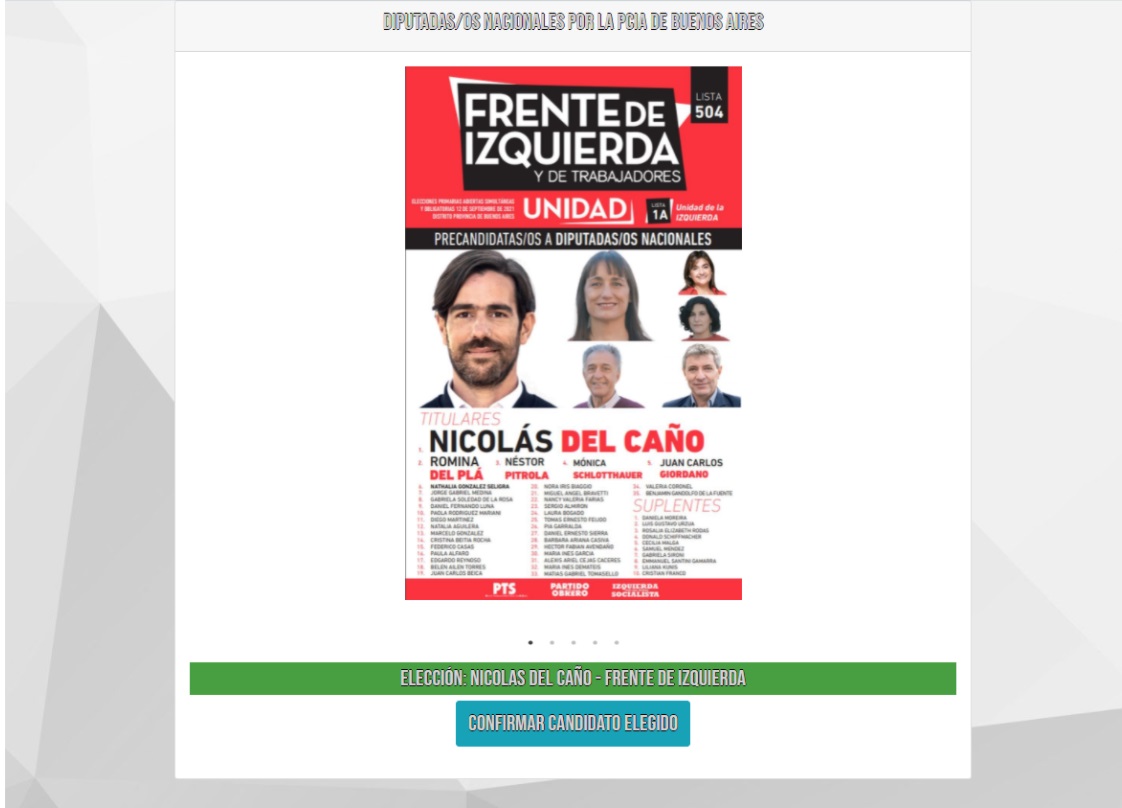 DIPUTADAS/OS NACIONALES POR LA PCIA DE BUENOS AIRES
LISTA
504
FRENTE DE
IZQUIERDA
Y DE TRABAJADORES
ELECCIONES PRIMARIAS ABIERTAS SIMULTÁNEAS
Y OBLIGATORIAS 12 DE SEPTIEMBRE DE 2021
DISTRITO PROVINCIA DE BUENOS AIRES
UNIDAD
LISTA
1A
Unidad de la
IZQUIERDA
PRECANDIDATAS/OS A DIPUTADAS/OS NACIONALES
TITULARES
1. NICOLÁS DEL CAÑO
2. ROMINA DEL PLÁ
3. NÉSTOR PITROLA
4. MÓNICA SCHLOTTHAUER
5. JUAN CARLOS GIORDANO
6. NATHALIA GONZALEZ SELIGRA
7. JORGE GABRIEL MEDINA
8. GABRIELA SOLEDAD DE LA ROSA
9. DANIEL FERNANDO LUNA
10. PAOLA RODRIGUEZ MARIANI
11. DIEGO MARTINEZ
12. NATALIA AGUILERA
13. MARCELO GONZALEZ
14. CRISTINA BEITIA ROCHA
15. FEDERICO CASAS
16. PAULA ALFARO
17. EDGARDO REYNOSO
18. BELEN AILEN TORRES
19. JUAN CARLOS BEICA
20. NORA IRIS BIAGGIO
21. MIGUEL ANGEL BRAVETTI
22. NANCY VALERIA FARIAS
23. SERGIO ALMIRON
24. LAURA BOGADO
25. TOMAS ERNESTO FEIJOO
26. PIA GARRALDA
27. DANIEL ERNESTO SIERRA
28. BARBARA ARIANA CASIVA
29. HECTOR FABIAN AVENDAÑO
30. MARIA INES GARCIA
31. ALEXIS ARIEL CEJAS CACERES
32. MARIA INES DEMATEIS
33. MATIAS GABRIEL TOMASELLO
34. VALERIA CORONEL
35. BENJAMIN GANDOLFO DE LA FUENTE
SUPLENTES
1. DANIELA MOREIRA
2. LUIS GUSTAVO URZUA
3. ROSALIA ELIZABETH RODAS
4. DONALD SCHIFFMACHER
5. CECILIA MALGA
6. SAMUEL MÉNDEZ
7. GABRIELA SIRONI
8. EMMANUEL SANTINI GAMARRA
9. LILIANA KUNIS
10. CRISTIAN FRANCO
PTS
PARTIDO
OBRERO
IZQUIERDA
SOCIALISTA
ELECCIÓN: NICOLAS DEL CAÑO - FRENTE DE IZQUIERDA
CONFIRMAR CANDIDATO ELEGIDO